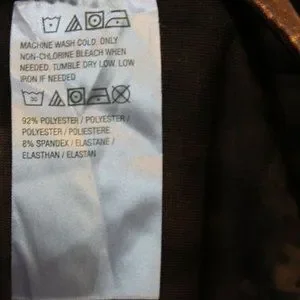 MACHINE WASH COLD. ONLY
NON-CHLORINE BLEACH WHEN
NEEDED. TUMBLE DRY LOW, LOW
IRON IF NEEDED
30
92% POLYESTER / POLYESTER /
POLYESTER / POLIESTERE
8% SPANDEX / ELASTANE /
ELASTHAN / ELASTAN